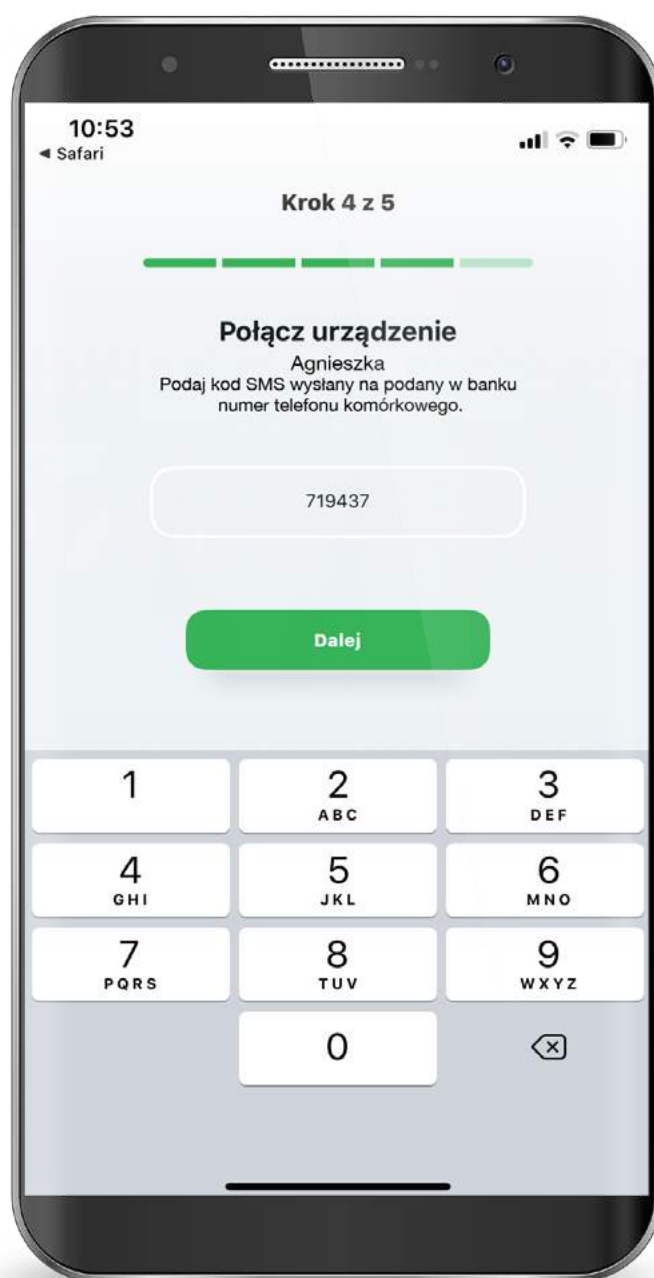 10:53
◀ Safari
Krok 4 z 5
Połącz urządzenie
Agnieszka
Podaj kod SMS wysłany na podany w banku
numer telefonu komórkowego.
719437
Dalej
1 2 3
ABC DEF
4 5 6
GHI JKL MNO
7 8 9
PQRS TUV WXYZ
0